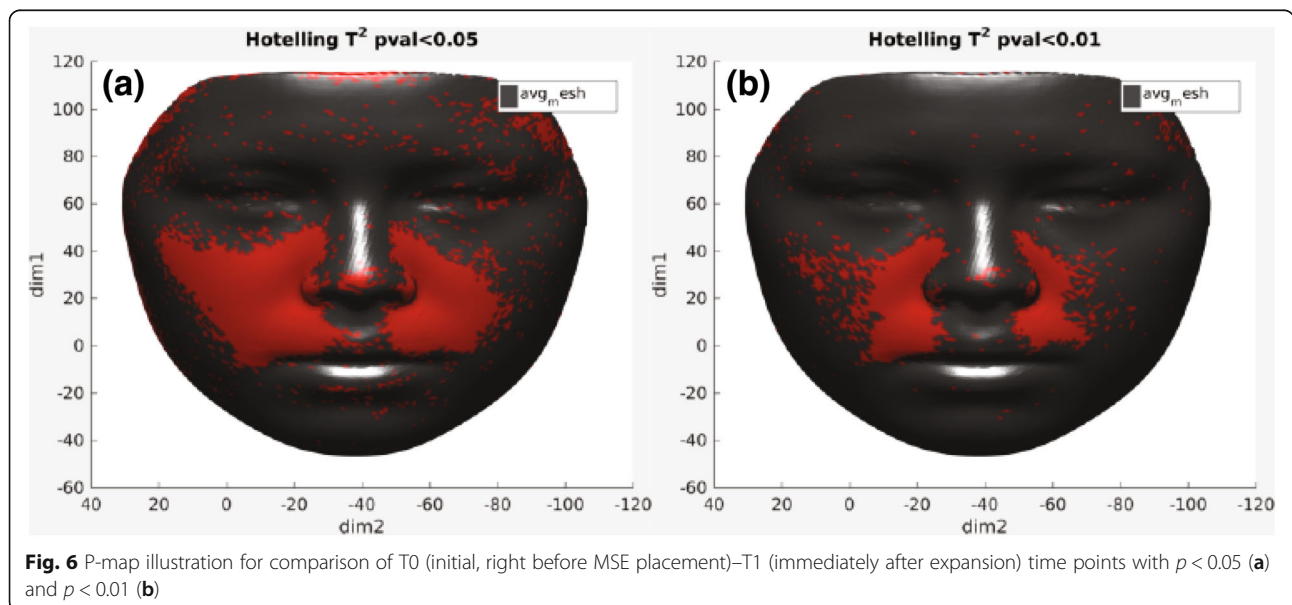 Hotelling T² pval<0.05
(a)
avg_mesh
120
100
80
60
40
20
0
-20
-40
-60
dim1
40 20 0 -20 -40 -60 -80 -100 -120
dim2
Hotelling T² pval<0.01
(b)
avg_mesh
120
100
80
60
40
20
0
-20
-40
-60
dim1
40 20 0 -20 -40 -60 -80 -100 -120
dim2
Fig. 6 P-map illustration for comparison of T0 (initial, right before MSE placement)–T1 (immediately after expansion) time points with p < 0.05 (a)
and p < 0.01 (b)